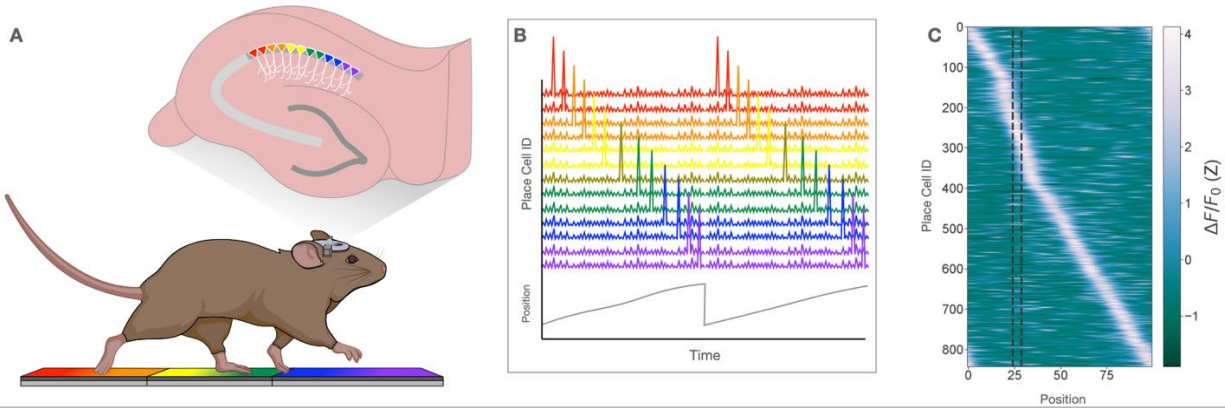 A
B
Place Cell ID
Position
Time
C
0
100
200
300
400
500
600
700
800
Place Cell ID
0
25
50
75
Position
4
3
2
1
0
−1
ΔF/F₀ (Z)